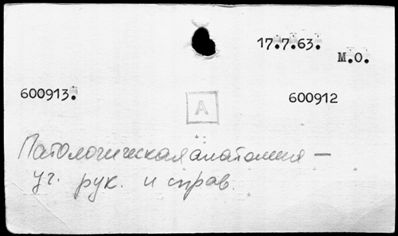 17.7.63.
М.О.
600913.
А
600912
Патологическая анатомия —
уч. рук. и справ.